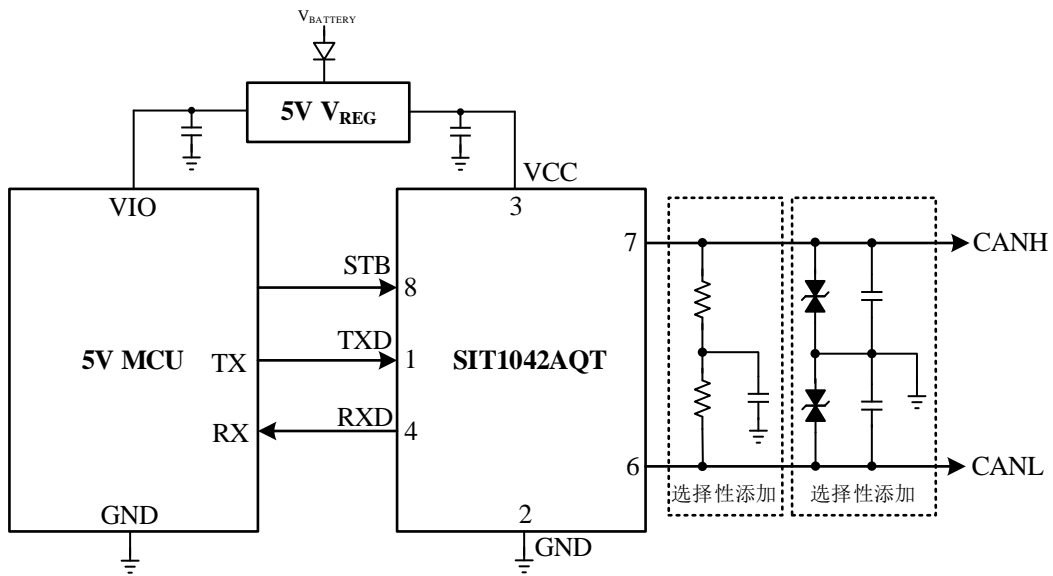 VBATTERY
5V VREG
VCC
VIO
3
7
CANH
STB
8
TXD
5V MCU
TX
1
SIT1042AQT
RXD
RX
4
6
CANL
选择性添加
选择性添加
GND
2
GND